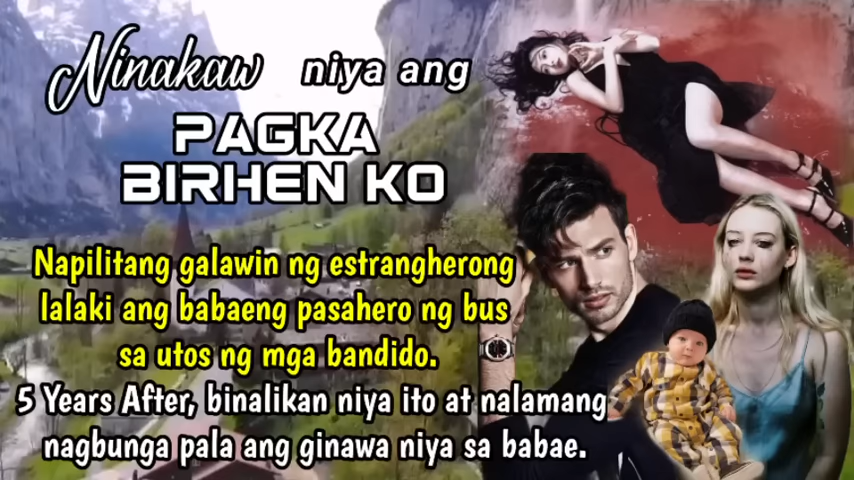 Ninakaw niya ang
PAGKA
BIRHEN KO
Napilitang galawin ng estrangherong
lalaki ang babaeng pasahero ng bus
sa utos ng mga bandido.
5 Years After, binalikan niya ito at nalamang
nagbunga pala ang ginawa niya sa babae.